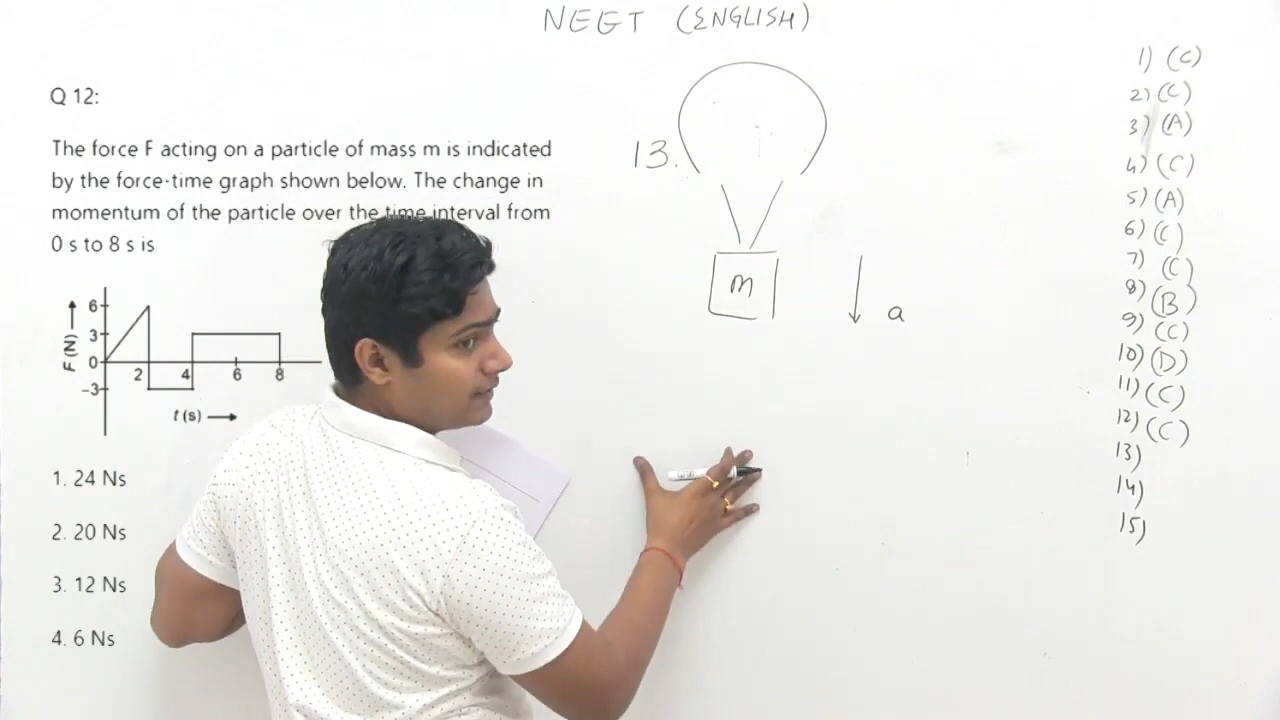 NEET (ENGLISH)
Q 12:
The force F acting on a particle of mass m is indicated
by the force-time graph shown below. The change in
momentum of the particle over the time interval from
0 s to 8 s is
F (N)
6
3
0
-3
2
4
6
8
t (s)
1. 24 Ns
2. 20 Ns
3. 12 Ns
4. 6 Ns
13.
m
a
1) (C)
2) (C)
3) (A)
4) (C)
5) (A)
6) (C)
7) (C)
8) (B)
9) (C)
10) (D)
11) (C)
12) (C)
13)
14)
15)